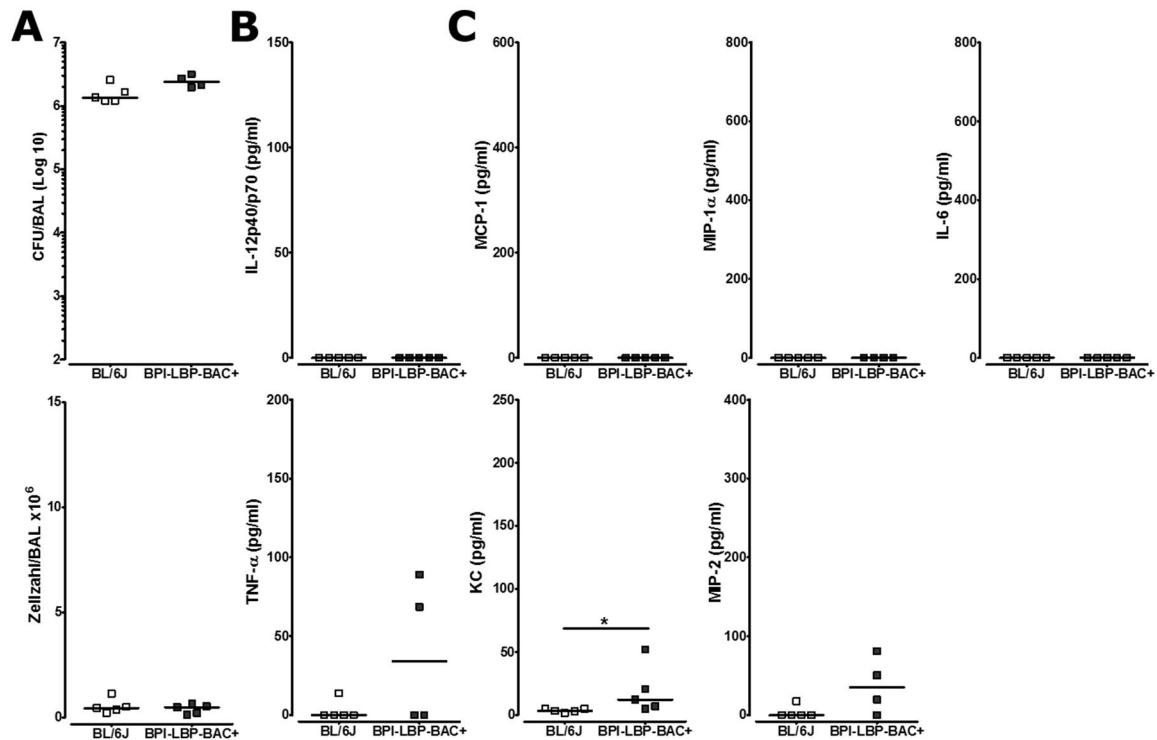 A
B
C
CFU/BAL (Log 10)
7
6
5
4
3
2
BL/6J BPI-LBP-BAC+
IL-12p40/p70 (pg/ml)
150
100
50
0
BL/6J BPI-LBP-BAC+
MCP-1 (pg/ml)
600
400
200
0
BL/6J BPI-LBP-BAC+
MIP-1α (pg/ml)
800
600
400
200
0
BL/6J BPI-LBP-BAC+
IL-6 (pg/ml)
800
600
400
200
0
BL/6J BPI-LBP-BAC+
Zellzahl/BAL x10⁶
15
10
5
0
BL/6J BPI-LBP-BAC+
TNF-α (pg/ml)
200
150
100
50
0
BL/6J BPI-LBP-BAC+
KC (pg/ml)
250
200
150
100
50
0
*
BL/6J BPI-LBP-BAC+
MIP-2 (pg/ml)
400
300
200
100
0
BL/6J BPI-LBP-BAC+